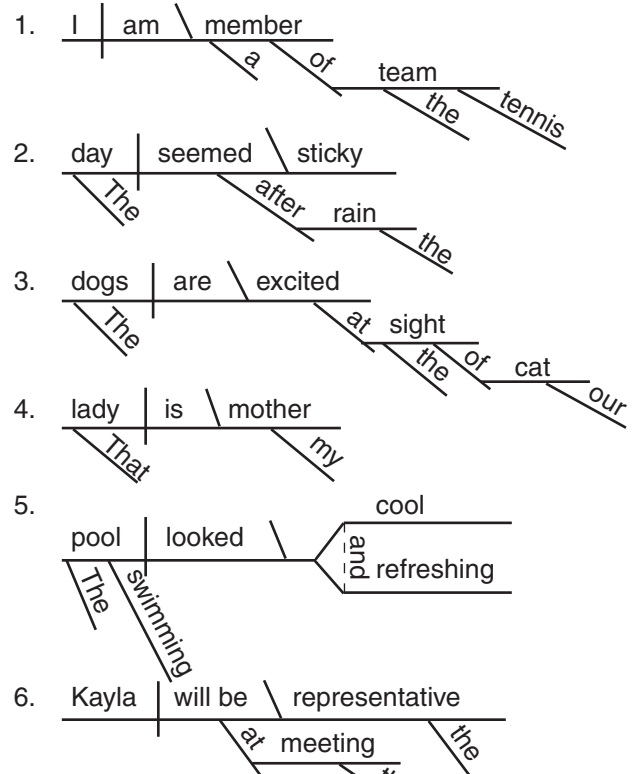 1. I am member
a of team
the tennis
2. day seemed sticky
The after rain
the
3. dogs are excited
The at sight
the of cat
our
4. lady is mother
That my
5. cool
pool looked and
refreshing
The swimming
6. Kayla will be representative
at meeting the